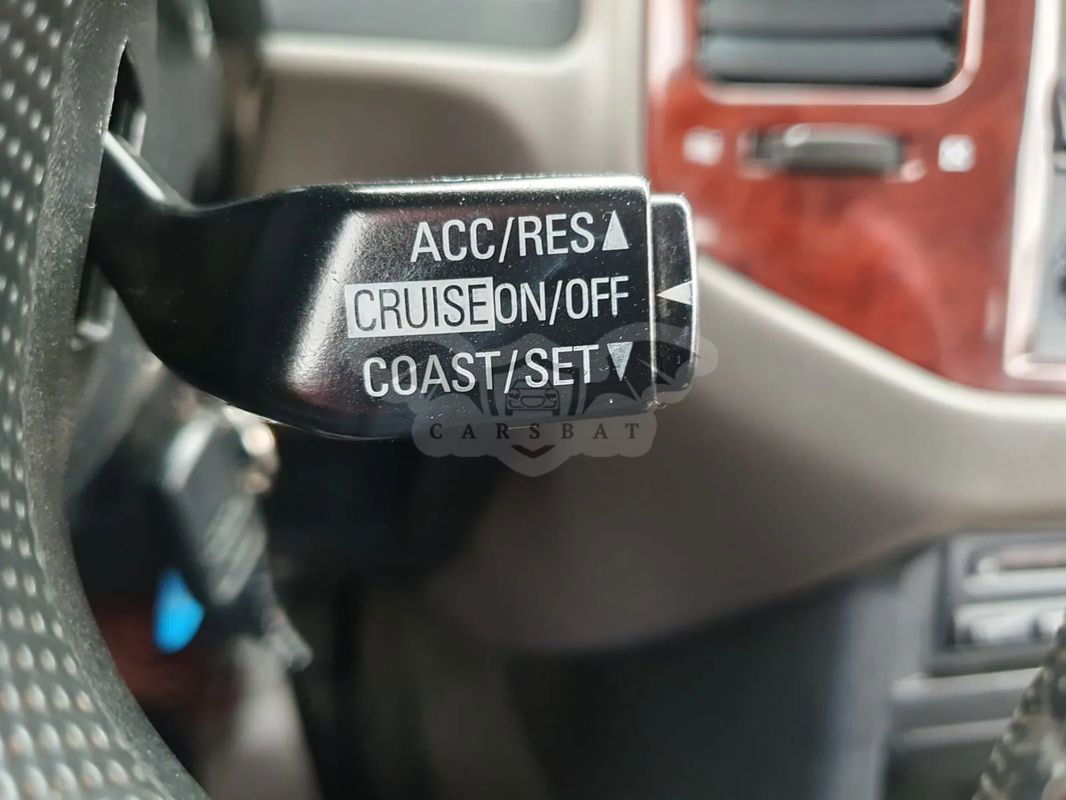 ACC/RES▲
CRUISE ON/OFF
COAST/SET▼
CARSBAT